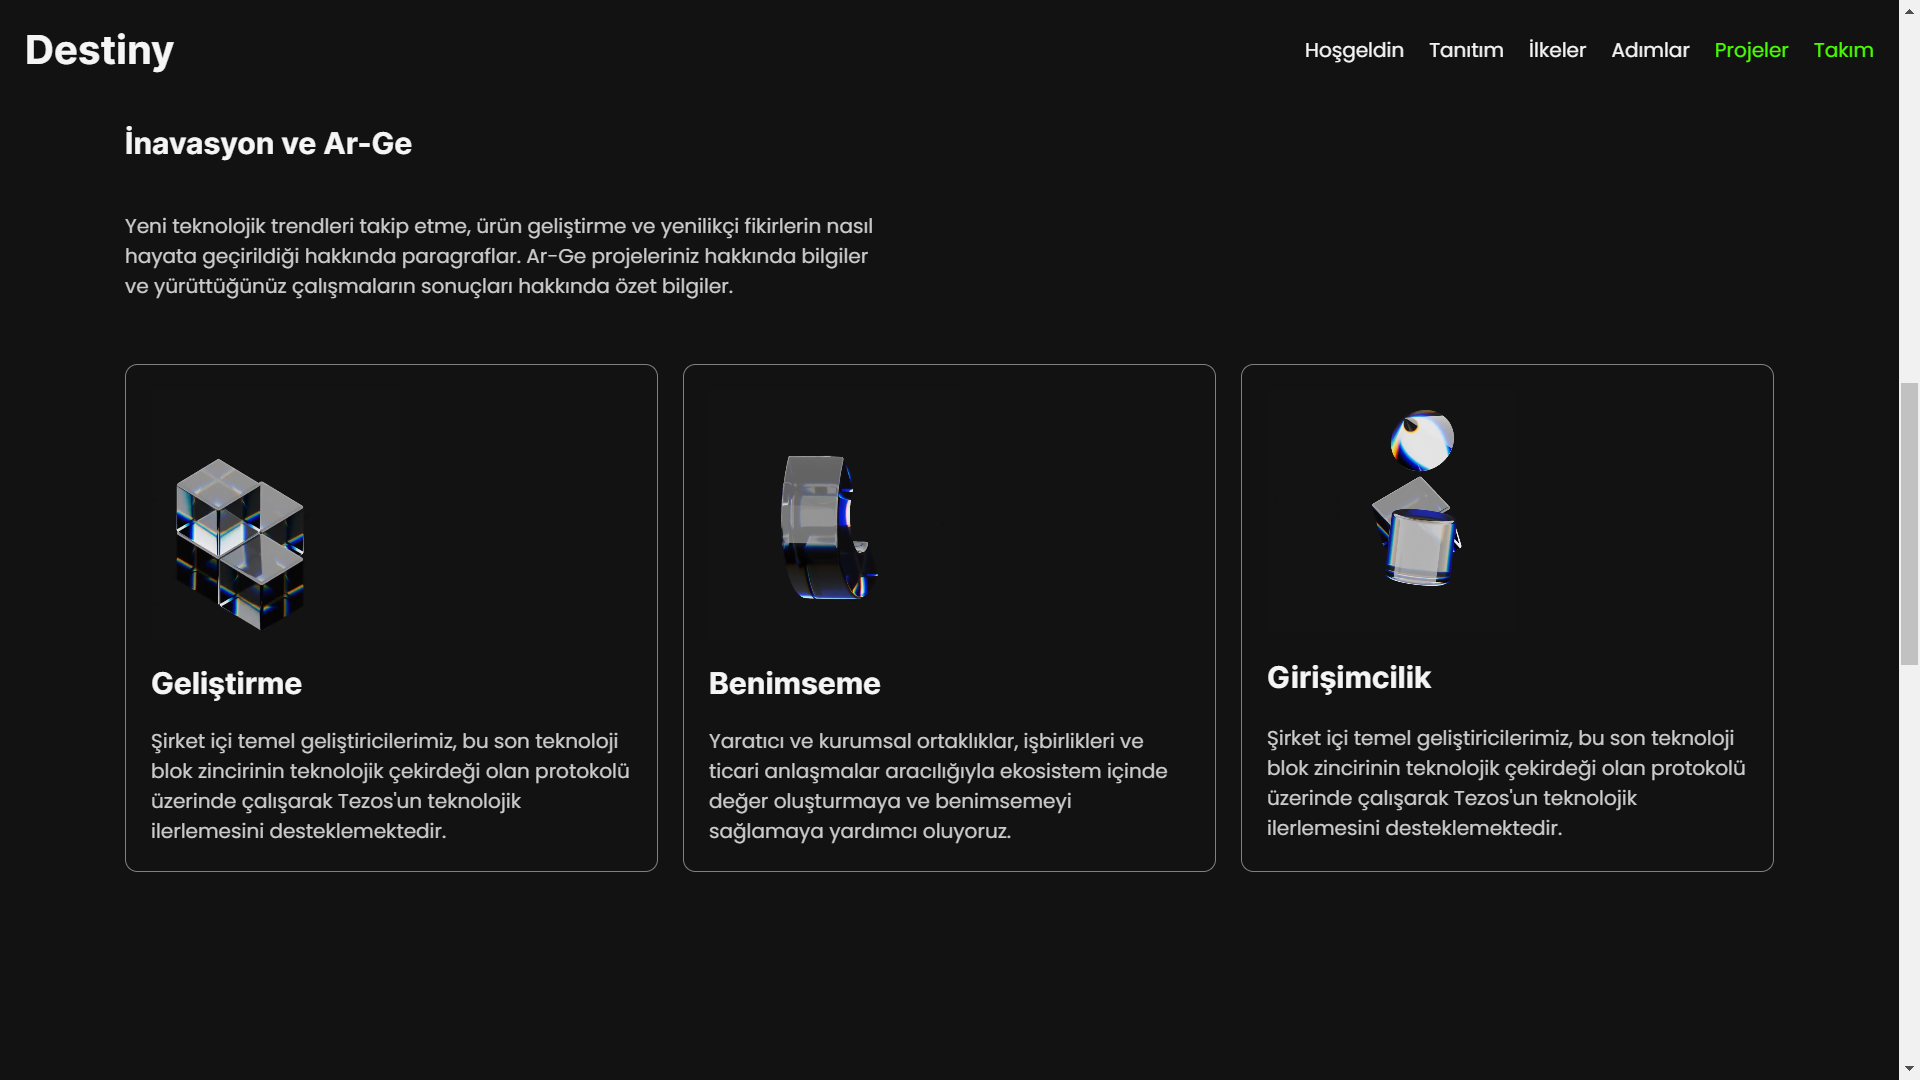 Destiny
Hoşgeldin Tanıtım İlkeler Adımlar Projeler Takım
İnavasyon ve Ar-Ge
Yeni teknolojik trendleri takip etme, ürün geliştirme ve yenilikçi fikirlerin nasıl
hayata geçirildiği hakkında paragraflar. Ar-Ge projeleriniz hakkında bilgiler
ve yürüttüğünüz çalışmaların sonuçları hakkında özet bilgiler.
Geliştirme
Şirket içi temel geliştiricilerimiz, bu son teknoloji
blok zincirinin teknolojik çekirdeği olan protokolü
üzerinde çalışarak Tezos'un teknolojik
ilerlemesini desteklemektedir.
Benimseme
Yaratıcı ve kurumsal ortaklıklar, işbirlikleri ve
ticari anlaşmalar aracılığıyla ekosistem içinde
değer oluşturmaya ve benimsemeyi
sağlamaya yardımcı oluyoruz.
Girişimcilik
Şirket içi temel geliştiricilerimiz, bu son teknoloji
blok zincirinin teknolojik çekirdeği olan protokolü
üzerinde çalışarak Tezos'un teknolojik
ilerlemesini desteklemektedir.